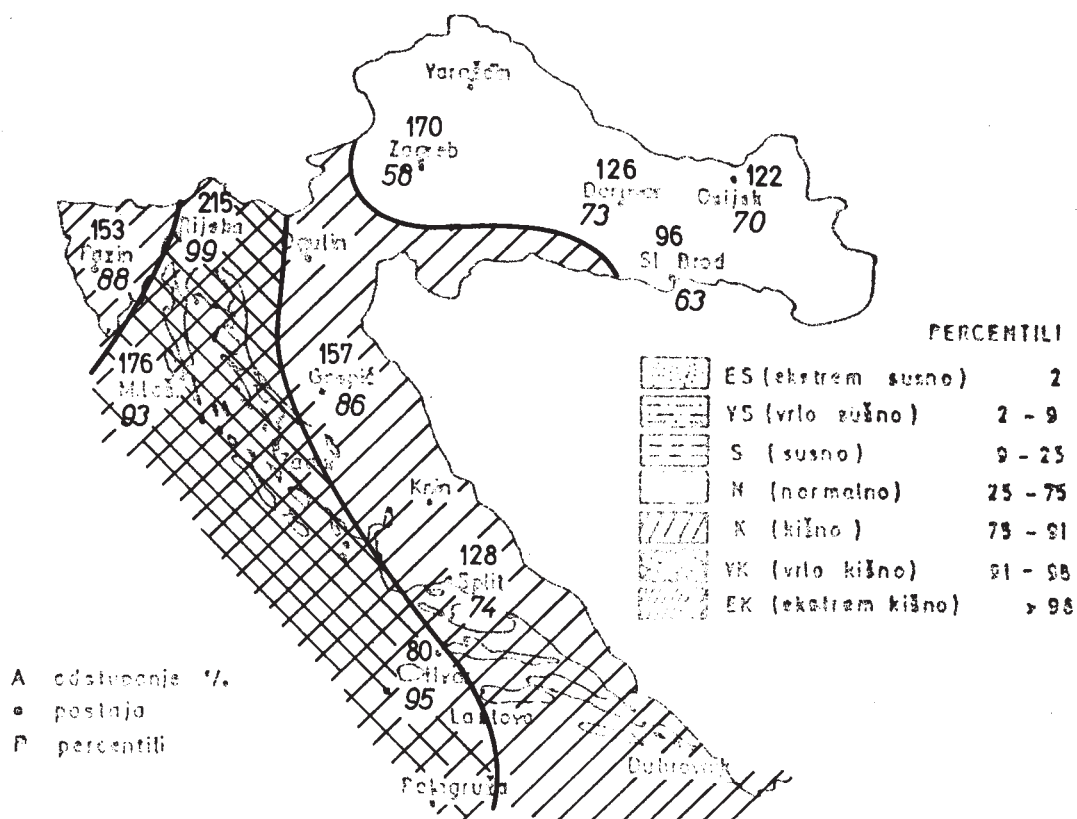 Varaždin
170
Zagreb
58
126
Daruvar
73
122
Osijek
70
96
Sl Brod
63
215
Rijeka
99
153
Pazin
88
Ogulin
176
M. Lošinj
93
157
Gospić
86
Zadar
Knin
128
Split
74
80
Hvar
95
Lastovo
Palagruža
Dubrovnik
PERCENTILI
ES (ekstrem sušno) 2
VS (vrlo sušno) 2 - 9
S (sušno) 9 - 25
N (normalno) 25 - 75
K (kišno) 75 - 91
VK (vrlo kišno) 91 - 98
EK (ekstrem kišno) > 98
A odstupanje %
postaja
P percentili